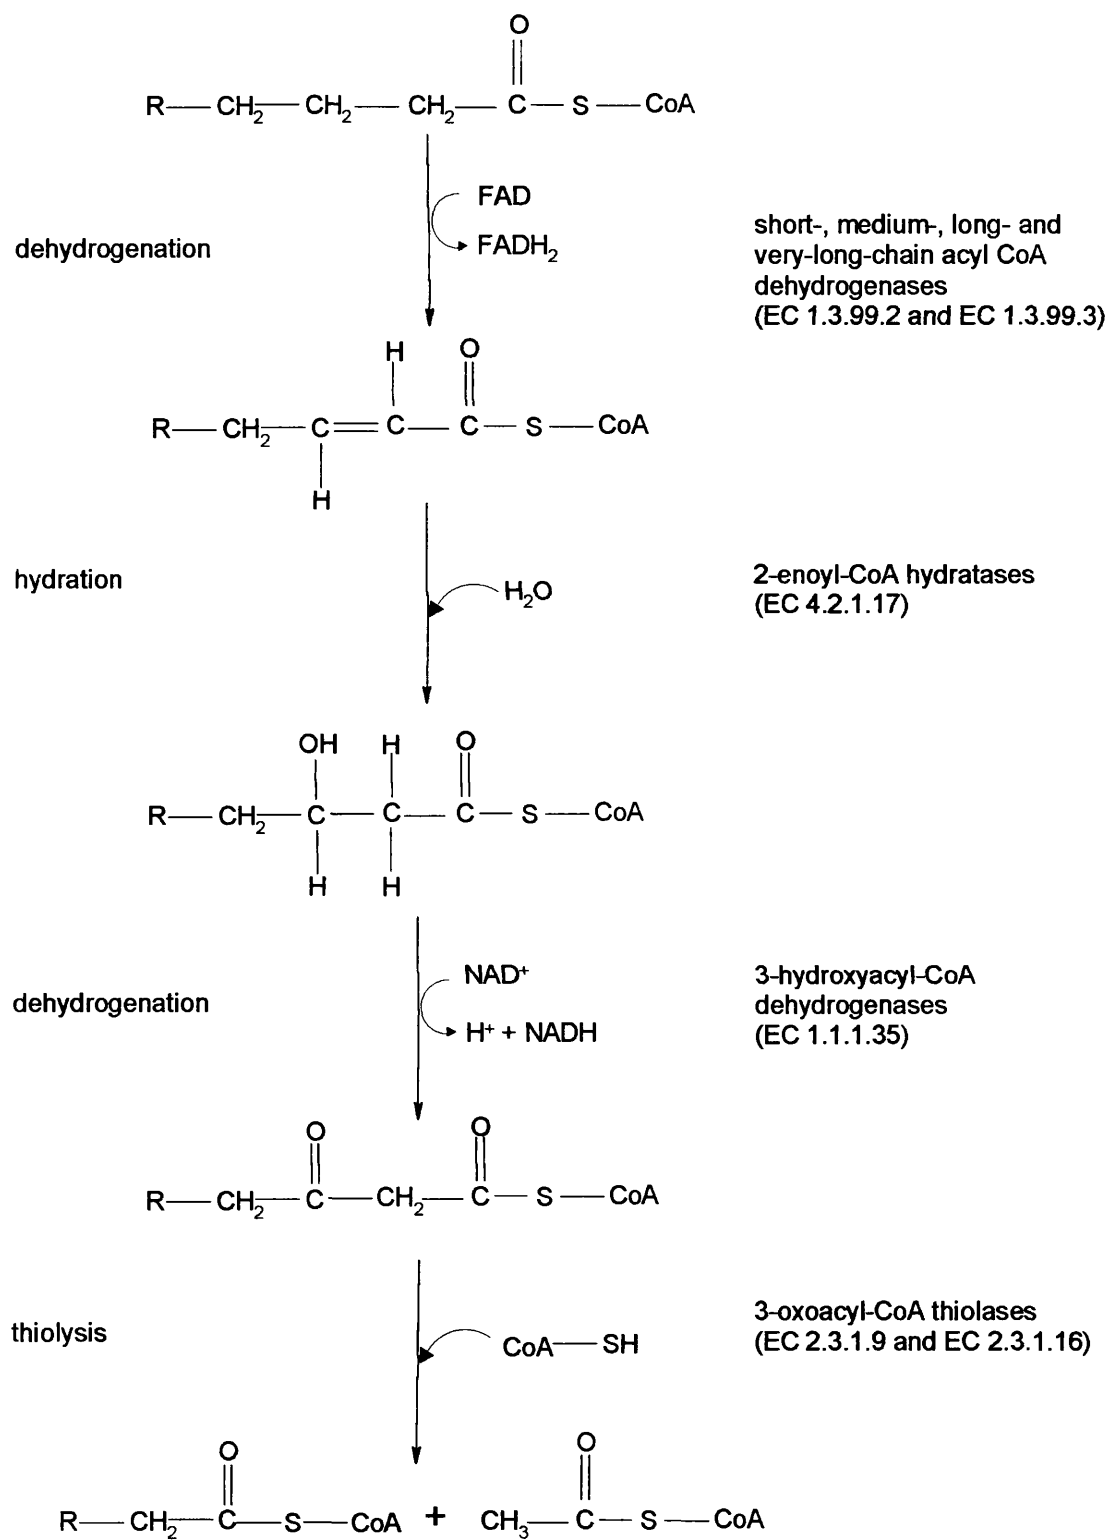 O
R—CH₂—CH₂—CH₂—C—S—CoA
FAD
dehydrogenation
FADH₂
short-, medium-, long- and
very-long-chain acyl CoA
dehydrogenases
(EC 1.3.99.2 and EC 1.3.99.3)
H O
R—CH₂—C=C—C—S—CoA
H
hydration
H₂O
2-enoyl-CoA hydratases
(EC 4.2.1.17)
OH H O
R—CH₂—C—C—C—S—CoA
H H
dehydrogenation
NAD⁺
H⁺ + NADH
3-hydroxyacyl-CoA
dehydrogenases
(EC 1.1.1.35)
O O
R—CH₂—C—CH₂—C—S—CoA
thiolysis
CoA—SH
3-oxoacyl-CoA thiolases
(EC 2.3.1.9 and EC 2.3.1.16)
O O
R—CH₂—C—S—CoA + CH₃—C—S—CoA